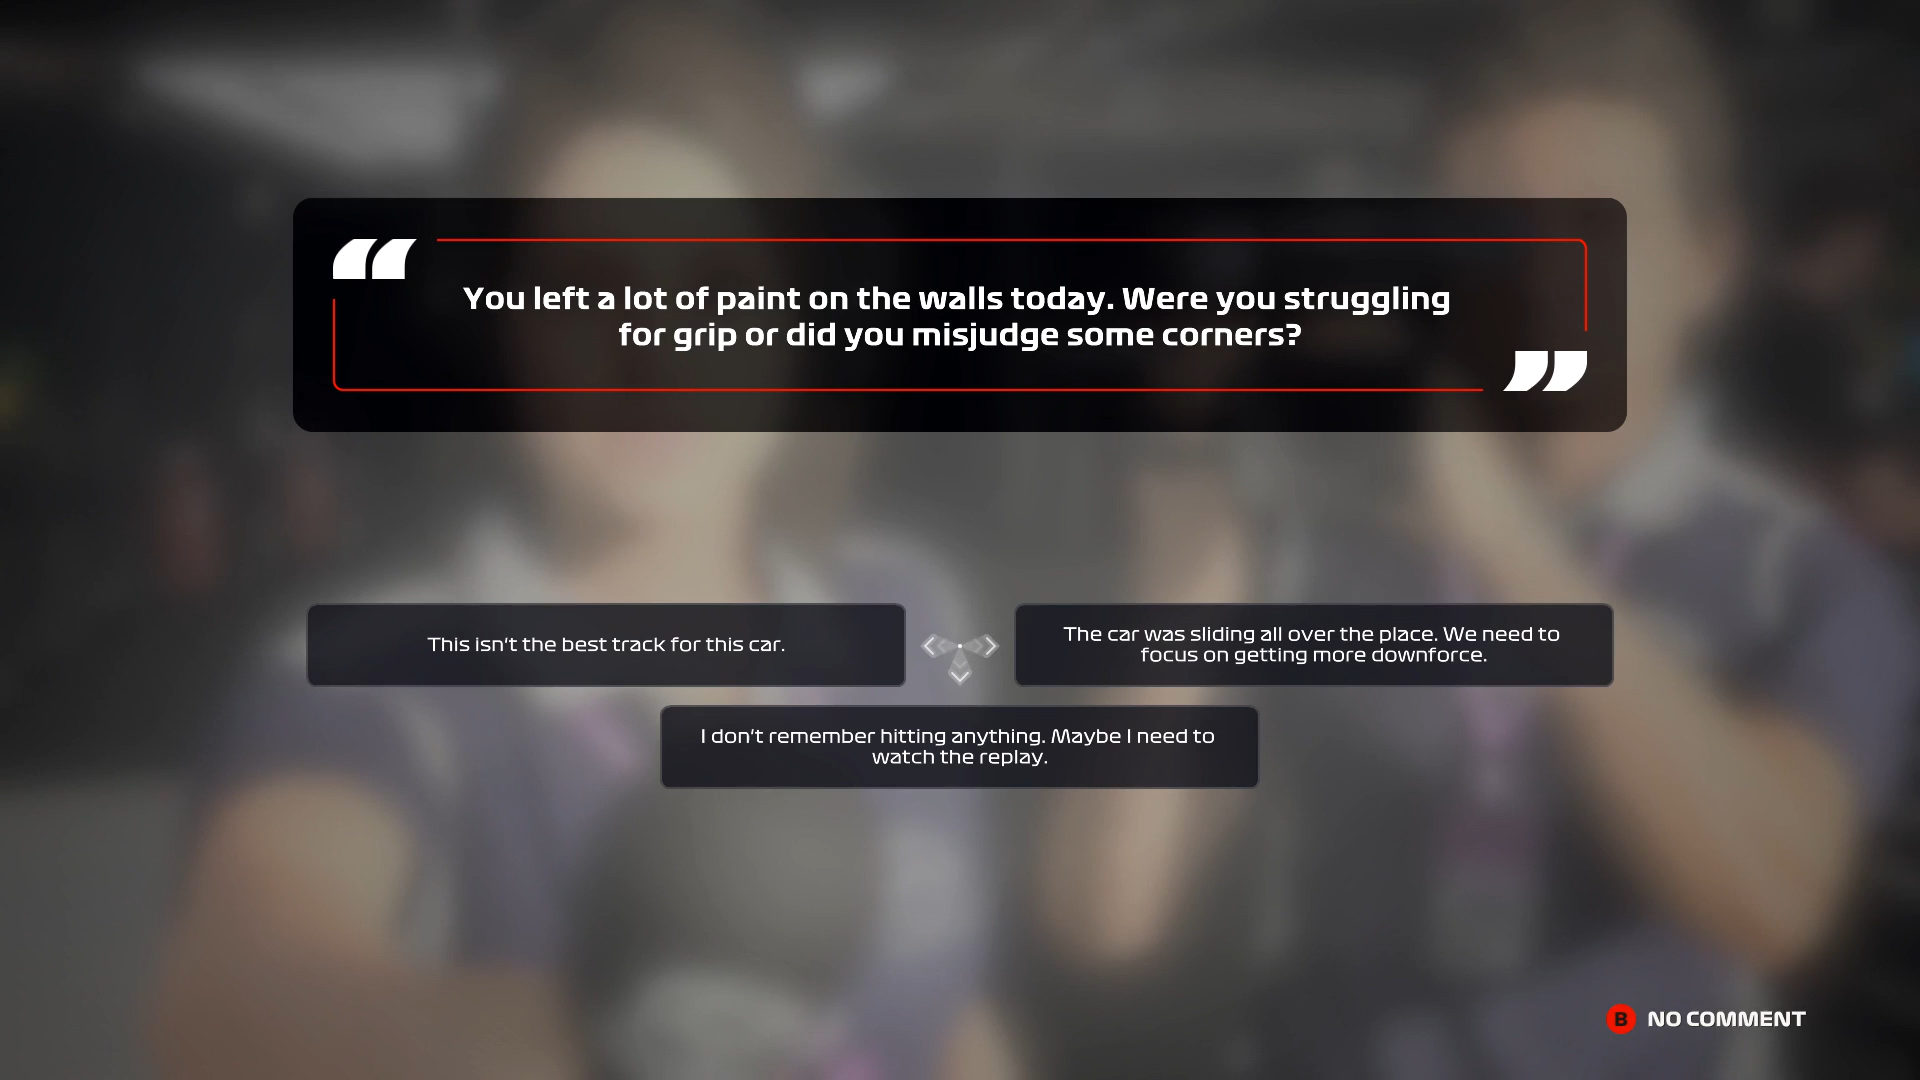 “
You left a lot of paint on the walls today. Were you struggling
for grip or did you misjudge some corners?
”
This isn't the best track for this car.
The car was sliding all over the place. We need to
focus on getting more downforce.
I don't remember hitting anything. Maybe I need to
watch the replay.
B NO COMMENT